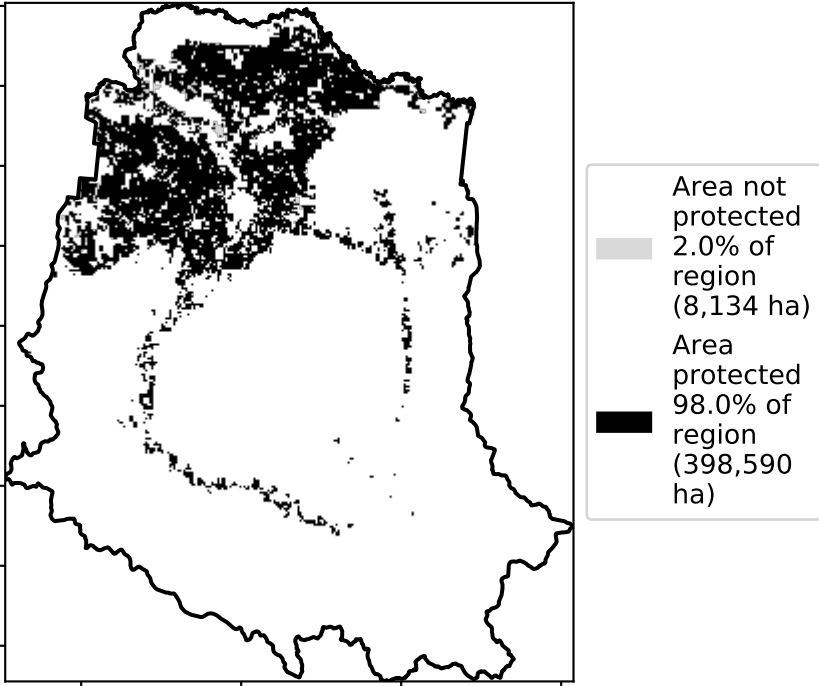 Area not
protected
2.0% of
region
(8,134 ha)
Area
protected
98.0% of
region
(398,590
ha)